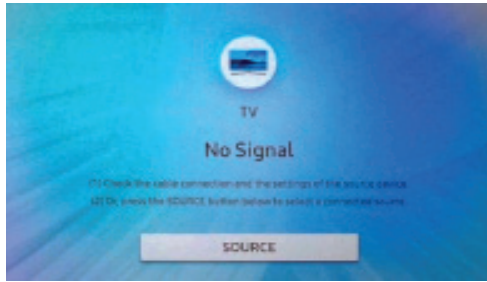 TV
No Signal
(1) Check the cable connection and the settings of the source device.
(2) Or, press the SOURCE button below to select a connected source.
SOURCE